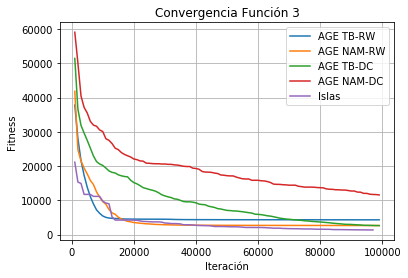 Convergencia Función 3
Fitness
60000
50000
40000
30000
20000
10000
0
0 20000 40000 60000 80000 100000
Iteración
AGE TB-RW
AGE NAM-RW
AGE TB-DC
AGE NAM-DC
Islas